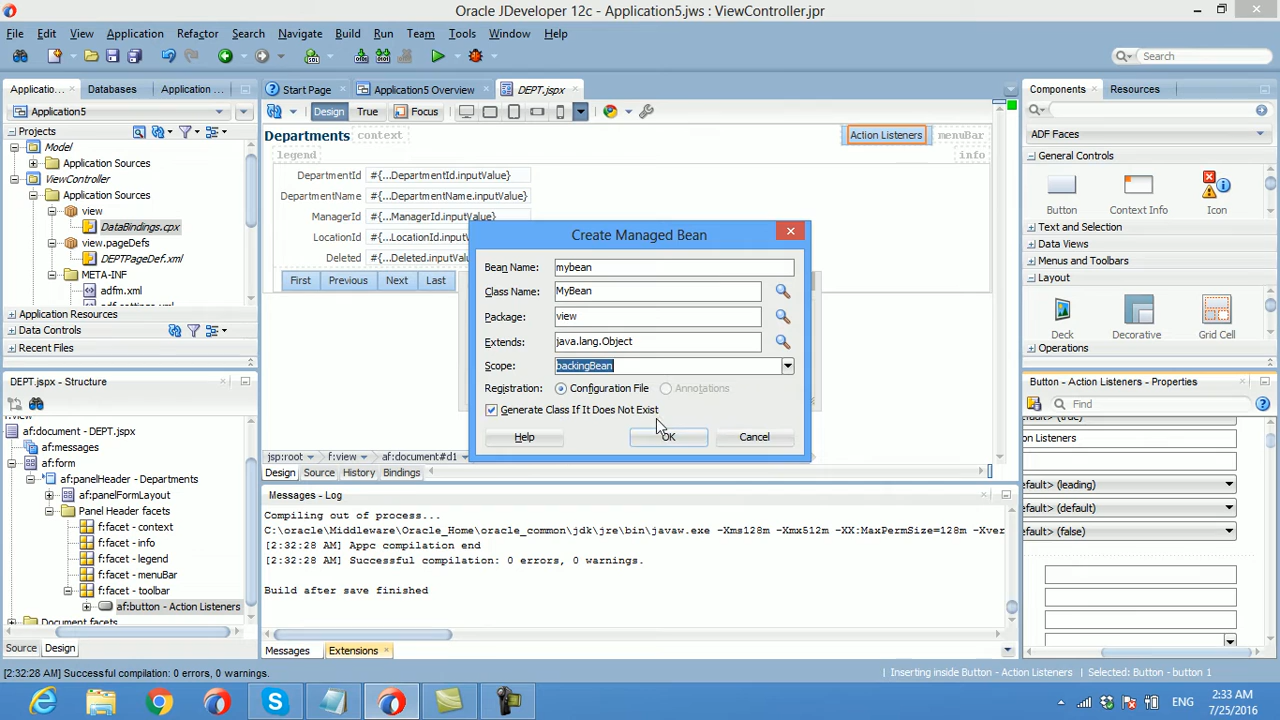 Oracle JDeveloper 12c - Application5.jws : ViewController.jpr
File Edit View Application Refactor Search Navigate Build Run Team Tools Window Help
Search
Applicatio... Databases Application ...
Application5
Projects
Model
Application Sources
ViewController
Application Sources
view
DataBindings.cpx
view.pageDefs
DEPTPageDef.xml
META-INF
adfm.xml
Application Resources
Data Controls
Recent Files
DEPT.jspx - Structure
f:view
af:document - DEPT.jspx
af:messages
af:form
af:panelHeader - Departments
af:panelFormLayout
Panel Header facets
f:facet - context
f:facet - info
f:facet - legend
f:facet - menuBar
f:facet - toolbar
af:button - Action Listeners
Document facets
Source Design
Start Page Application5 Overview DEPT.jspx
Design True Focus
Departments context Action Listeners menuBar
legend info
DepartmentId #{...DepartmentId.inputValue}
DepartmentName #{...DepartmentName.inputValue}
ManagerId #{...ManagerId.inputValue}
LocationId #{...LocationId.inputV
Deleted #{...Deleted.inputValue}
First Previous Next Last
Create Managed Bean
Bean Name: mybean
Class Name: MyBean
Package: view
Extends: java.lang.Object
Scope: backingBean
Registration: Configuration File Annotations
Generate Class If It Does Not Exist
Help OK Cancel
jsp:root f:view af:document#d1
Design Source History Bindings
Messages - Log
Compiling out of process...
C:\oracle\Middleware\Oracle_Home\oracle_common\jdk\jre\bin\javaw.exe -Xms128m -Xmx512m -XX:MaxPermSize=128m -Xver
[2:32:28 AM] Appc compilation end
[2:32:28 AM] Successful compilation: 0 errors, 0 warnings.
Build after save finished
Messages Extensions
Components Resources
ADF Faces
General Controls
Button Context Info Icon
Text and Selection
Data Views
Menus and Toolbars
Layout
Deck Decorative Grid Cell
Operations
Button - Action Listeners - Properties
Find
(true)
on Listeners
efault> (leading)
efault> (default)
efault> (false)
[2:32:28 AM] Successful compilation: 0 errors, 0 warnings.
Inserting inside Button - Action Listeners Selected: Button - button 1
ENG
2:33 AM
7/25/2016